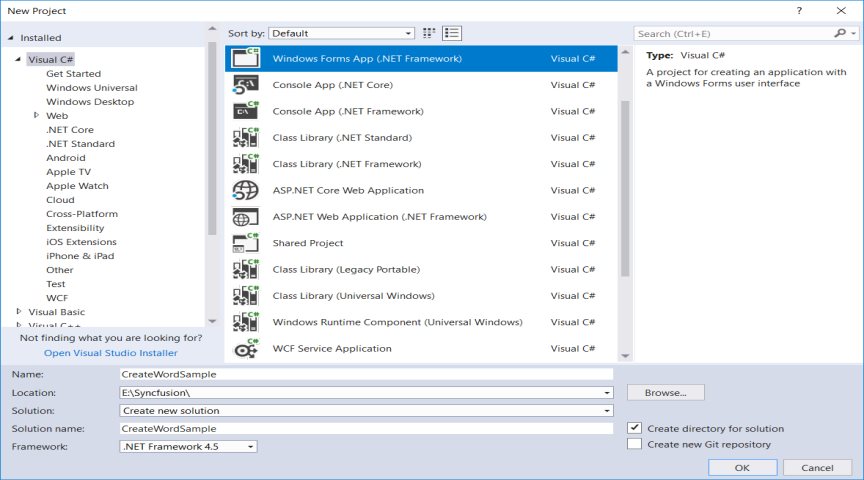 New Project
? 
Installed
Visual C#
Get Started
Windows Universal
Windows Desktop
Web
.NET Core
.NET Standard
Android
Apple TV
Apple Watch
Cloud
Cross-Platform
Extensibility
iOS Extensions
iPhone & iPad
Other
Test
WCF
Visual Basic
Visual C++
Not finding what you are looking for?
Open Visual Studio Installer
Sort by: Default
Windows Forms App (.NET Framework) Visual C#
Console App (.NET Core) Visual C#
Console App (.NET Framework) Visual C#
Class Library (.NET Standard) Visual C#
Class Library (.NET Framework) Visual C#
ASP.NET Core Web Application Visual C#
ASP.NET Web Application (.NET Framework) Visual C#
Shared Project Visual C#
Class Library (Legacy Portable) Visual C#
Class Library (Universal Windows) Visual C#
Windows Runtime Component (Universal Windows) Visual C#
WCF Service Application Visual C#
Search (Ctrl+E)
Type: Visual C#
A project for creating an application with
a Windows Forms user interface
Name: CreateWordSample
Location: E:\Syncfusion\ Browse...
Solution: Create new solution
Solution name: CreateWordSample Create directory for solution
Framework: .NET Framework 4.5 Create new Git repository
OK Cancel